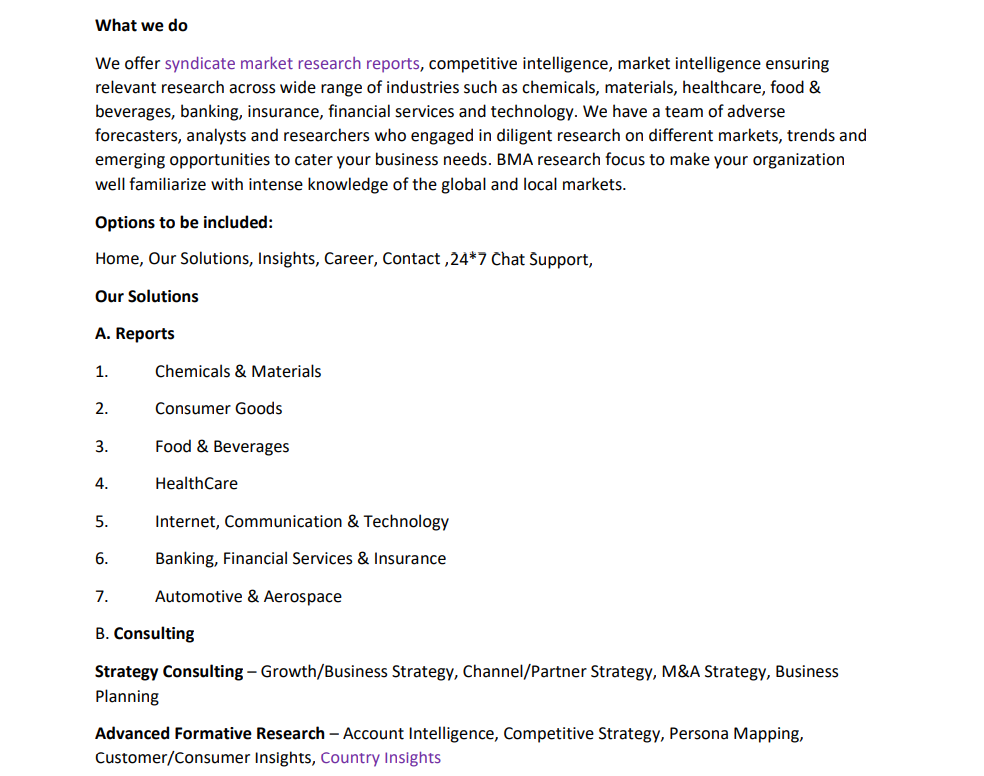 What we do
We offer syndicate market research reports, competitive intelligence, market intelligence ensuring
relevant research across wide range of industries such as chemicals, materials, healthcare, food &
beverages, banking, insurance, financial services and technology. We have a team of adverse
forecasters, analysts and researchers who engaged in diligent research on different markets, trends and
emerging opportunities to cater your business needs. BMA research focus to make your organization
well familiarize with intense knowledge of the global and local markets.
Options to be included:
Home, Our Solutions, Insights, Career, Contact ,24*7 Chat Support,
Our Solutions
A. Reports
1. Chemicals & Materials
2. Consumer Goods
3. Food & Beverages
4. HealthCare
5. Internet, Communication & Technology
6. Banking, Financial Services & Insurance
7. Automotive & Aerospace
B. Consulting
Strategy Consulting – Growth/Business Strategy, Channel/Partner Strategy, M&A Strategy, Business
Planning
Advanced Formative Research – Account Intelligence, Competitive Strategy, Persona Mapping,
Customer/Consumer Insights, Country Insights